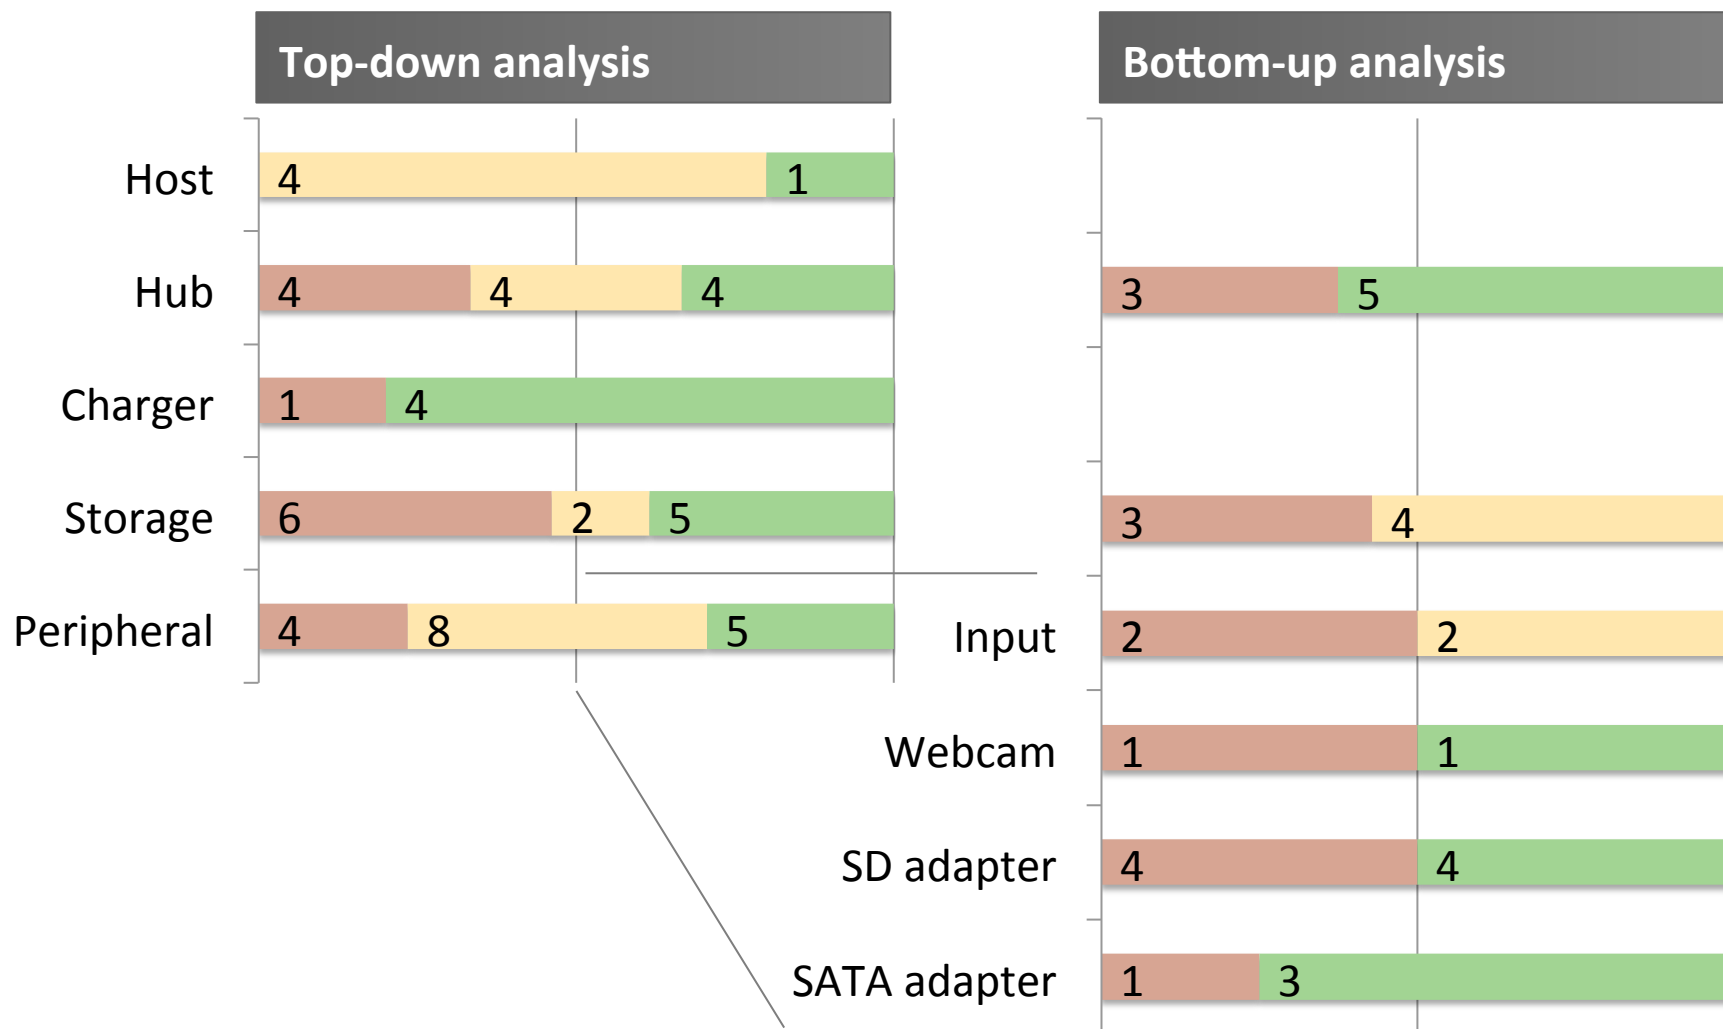 Top-down analysis
Host
4 1
Hub
4 4 4
Charger
1 4
Storage
6 2 5
Peripheral
4 8 5
Bottom-up analysis
3 5
3 4
Input
2 2
Webcam
1 1
SD adapter
4 4
SATA adapter
1 3